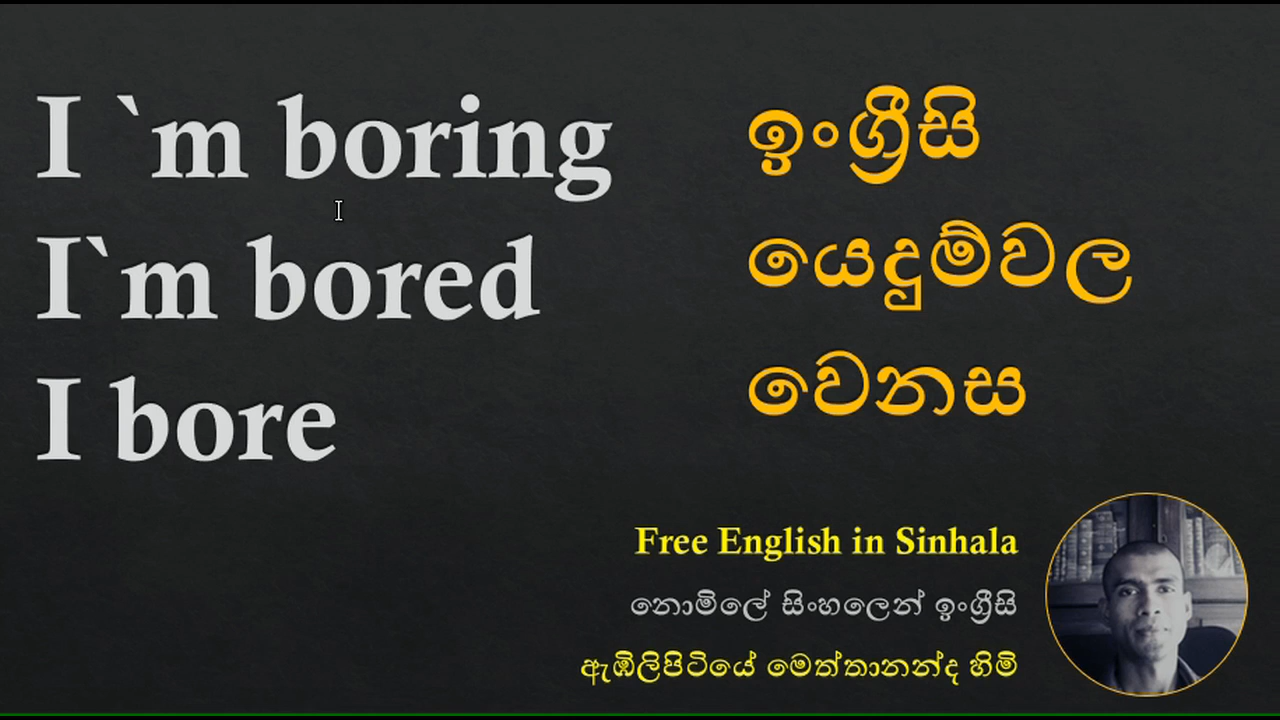 I `m boring
I`m bored
I bore
ඉංග්‍රීසි
යෙදුම්වල
වෙනස
Free English in Sinhala
නොමිලේ සිංහලෙන් ඉංග්‍රීසි
ඇඹිලිපිටියේ මෙත්තානන්ද හිමි